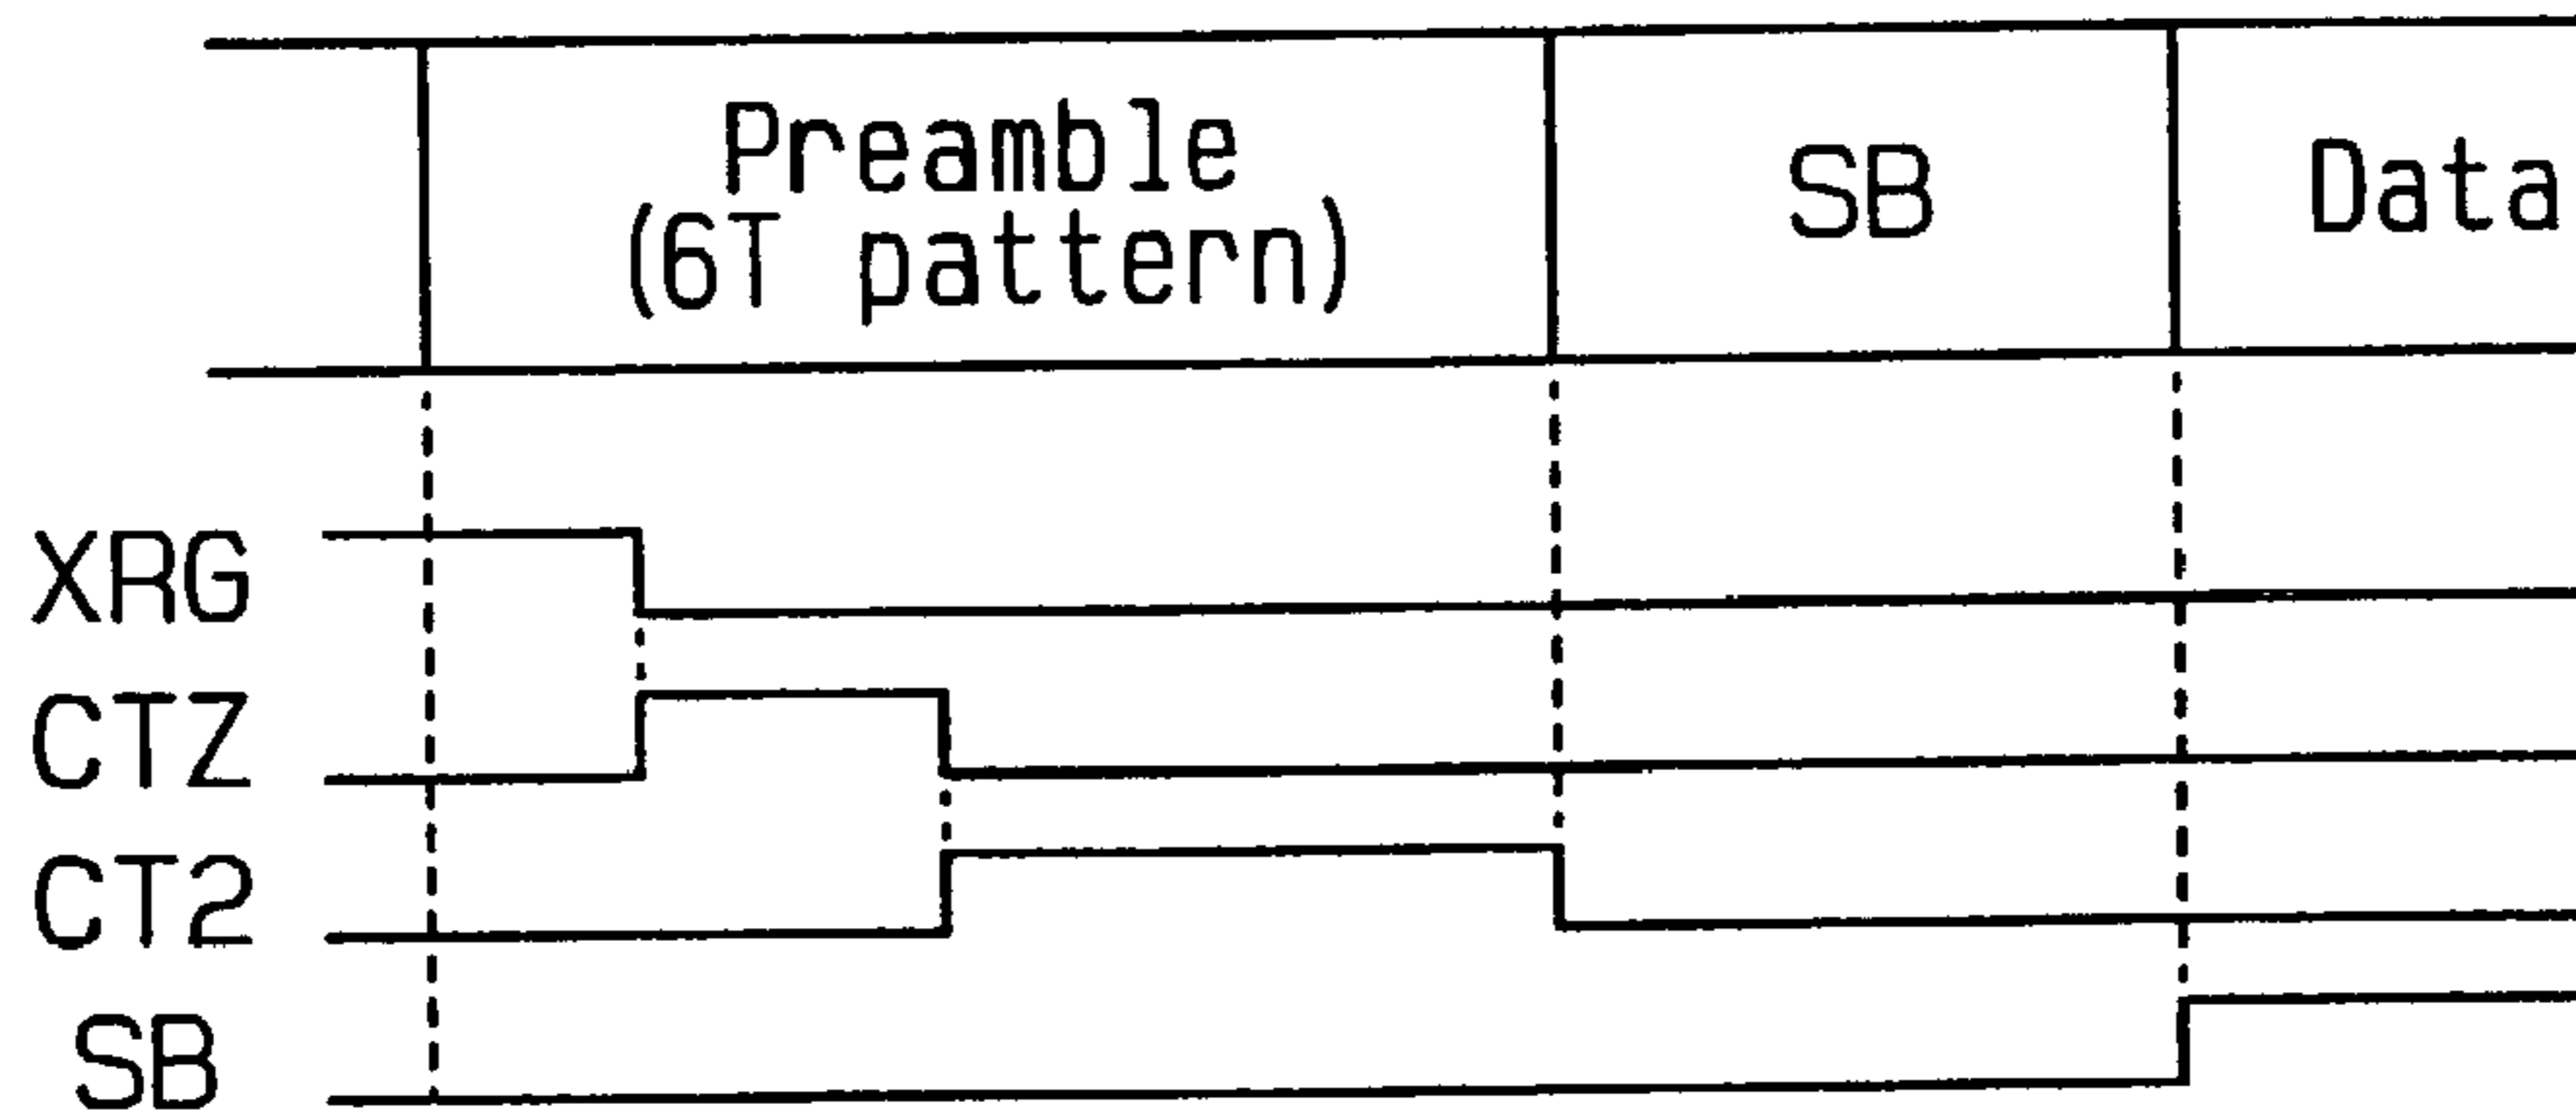 Preamble
(6T pattern)
SB
Data
XRG
CTZ
CT2
SB